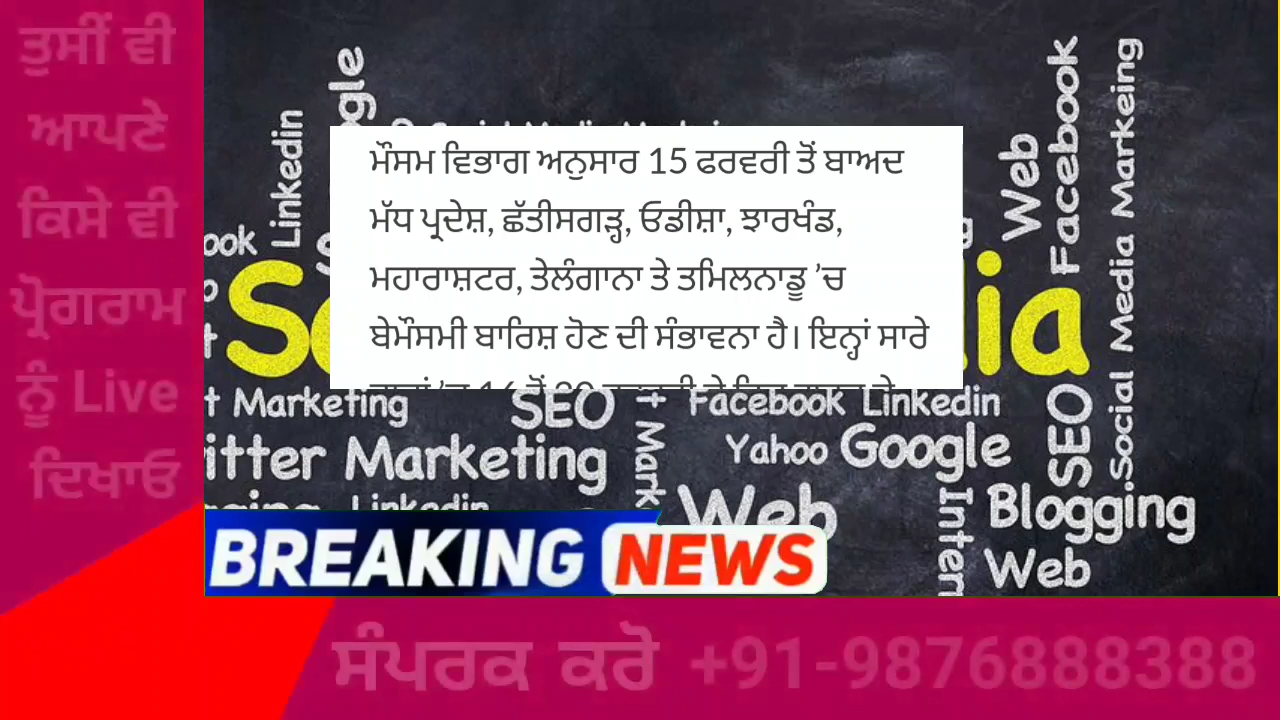 ਤੁਸੀਂ ਵੀ
ਆਪਣੇ
ਕਿਸੇ ਵੀ
ਪ੍ਰੋਗਰਾਮ
ਨੂੰ Live
ਦਿਖਾਓ
Linkedin
Web
Facebook
Social Media Markeing
ਮੌਸਮ ਵਿਭਾਗ ਅਨੁਸਾਰ 15 ਫਰਵਰੀ ਤੋਂ ਬਾਅਦ
ਮੱਧ ਪ੍ਰਦੇਸ਼, ਛੱਤੀਸਗੜ੍ਹ, ਓਡੀਸ਼ਾ, ਝਾਰਖੰਡ,
ਮਹਾਰਾਸ਼ਟਰ, ਤੇਲੰਗਾਨਾ ਤੇ ਤਮਿਲਨਾਡੂ ’ਚ
ਬੇਮੌਸਮੀ ਬਾਰਿਸ਼ ਹੋਣ ਦੀ ਸੰਭਾਵਨਾ ਹੈ। ਇਨ੍ਹਾਂ ਸਾਰੇ
Marketing
SEO
Facebook Linkedin
itter Marketing
Yahoo Google
SEO
Social
Linkedin
Web
Blogging
Web
BREAKING NEWS
ਸੰਪਰਕ ਕਰੋ +91-9876888388